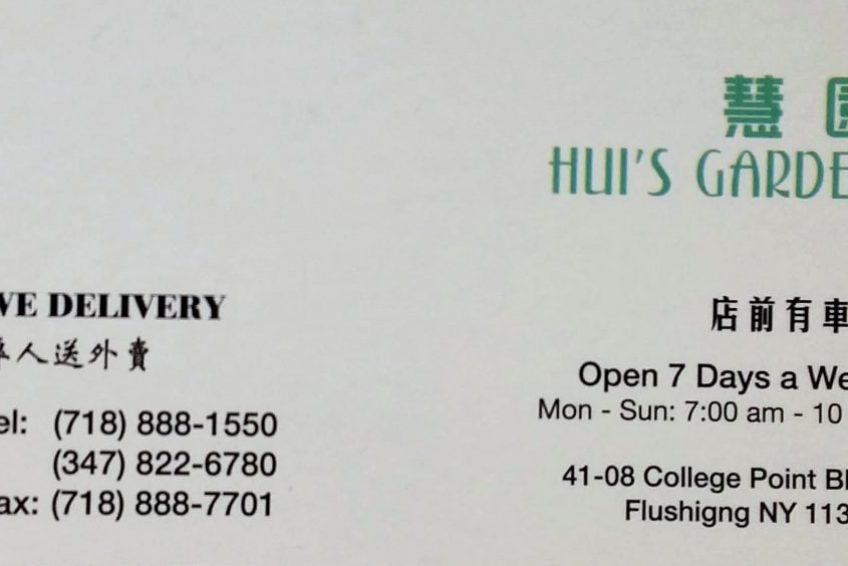 WE DELIVERY
人送外賣
el: (718) 888-1550
(347) 822-6780
ax: (718) 888-7701
慧
HUI'S GARDE
店前有車
Open 7 Days a We
Mon - Sun: 7:00 am - 10
41-08 College Point Bl
Flushigng NY 113